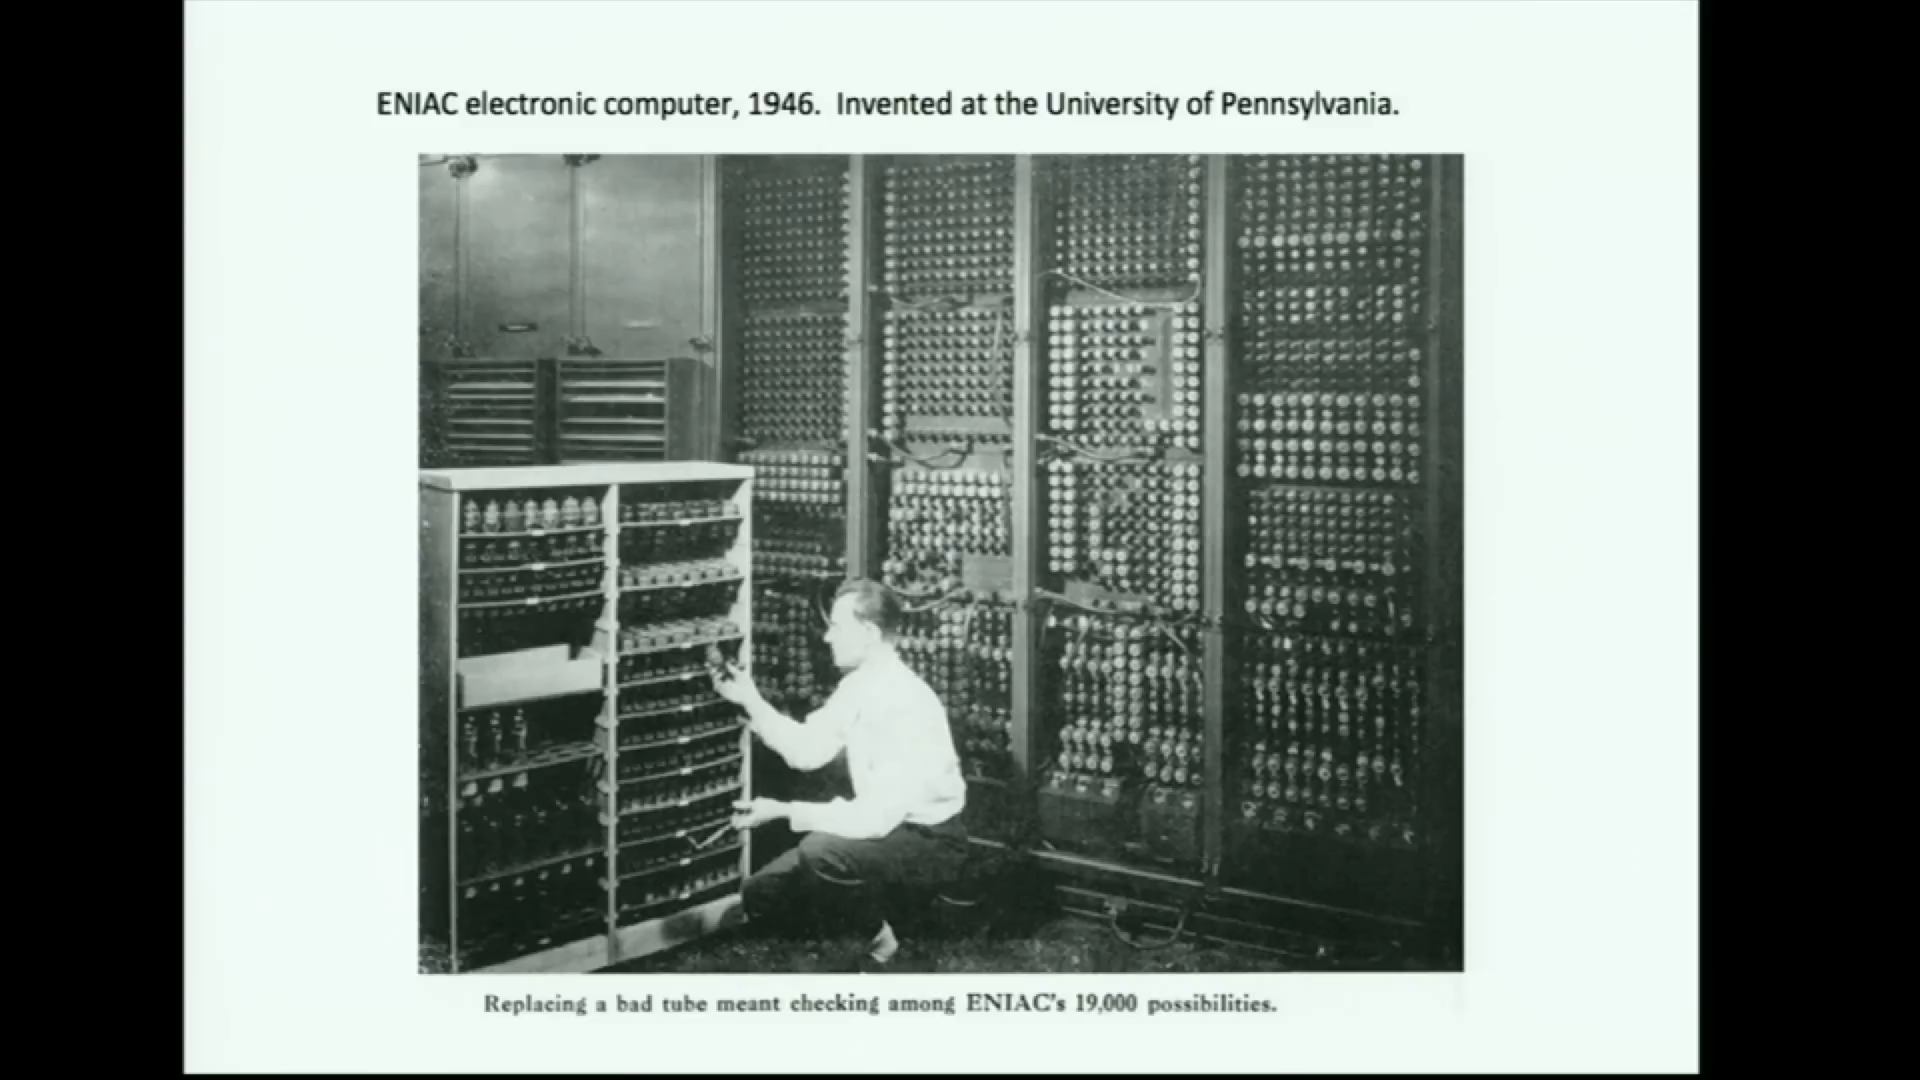 ENIAC electronic computer, 1946.  Invented at the University of Pennsylvania.
Replacing a bad tube meant checking among ENIAC's 19,000 possibilities.